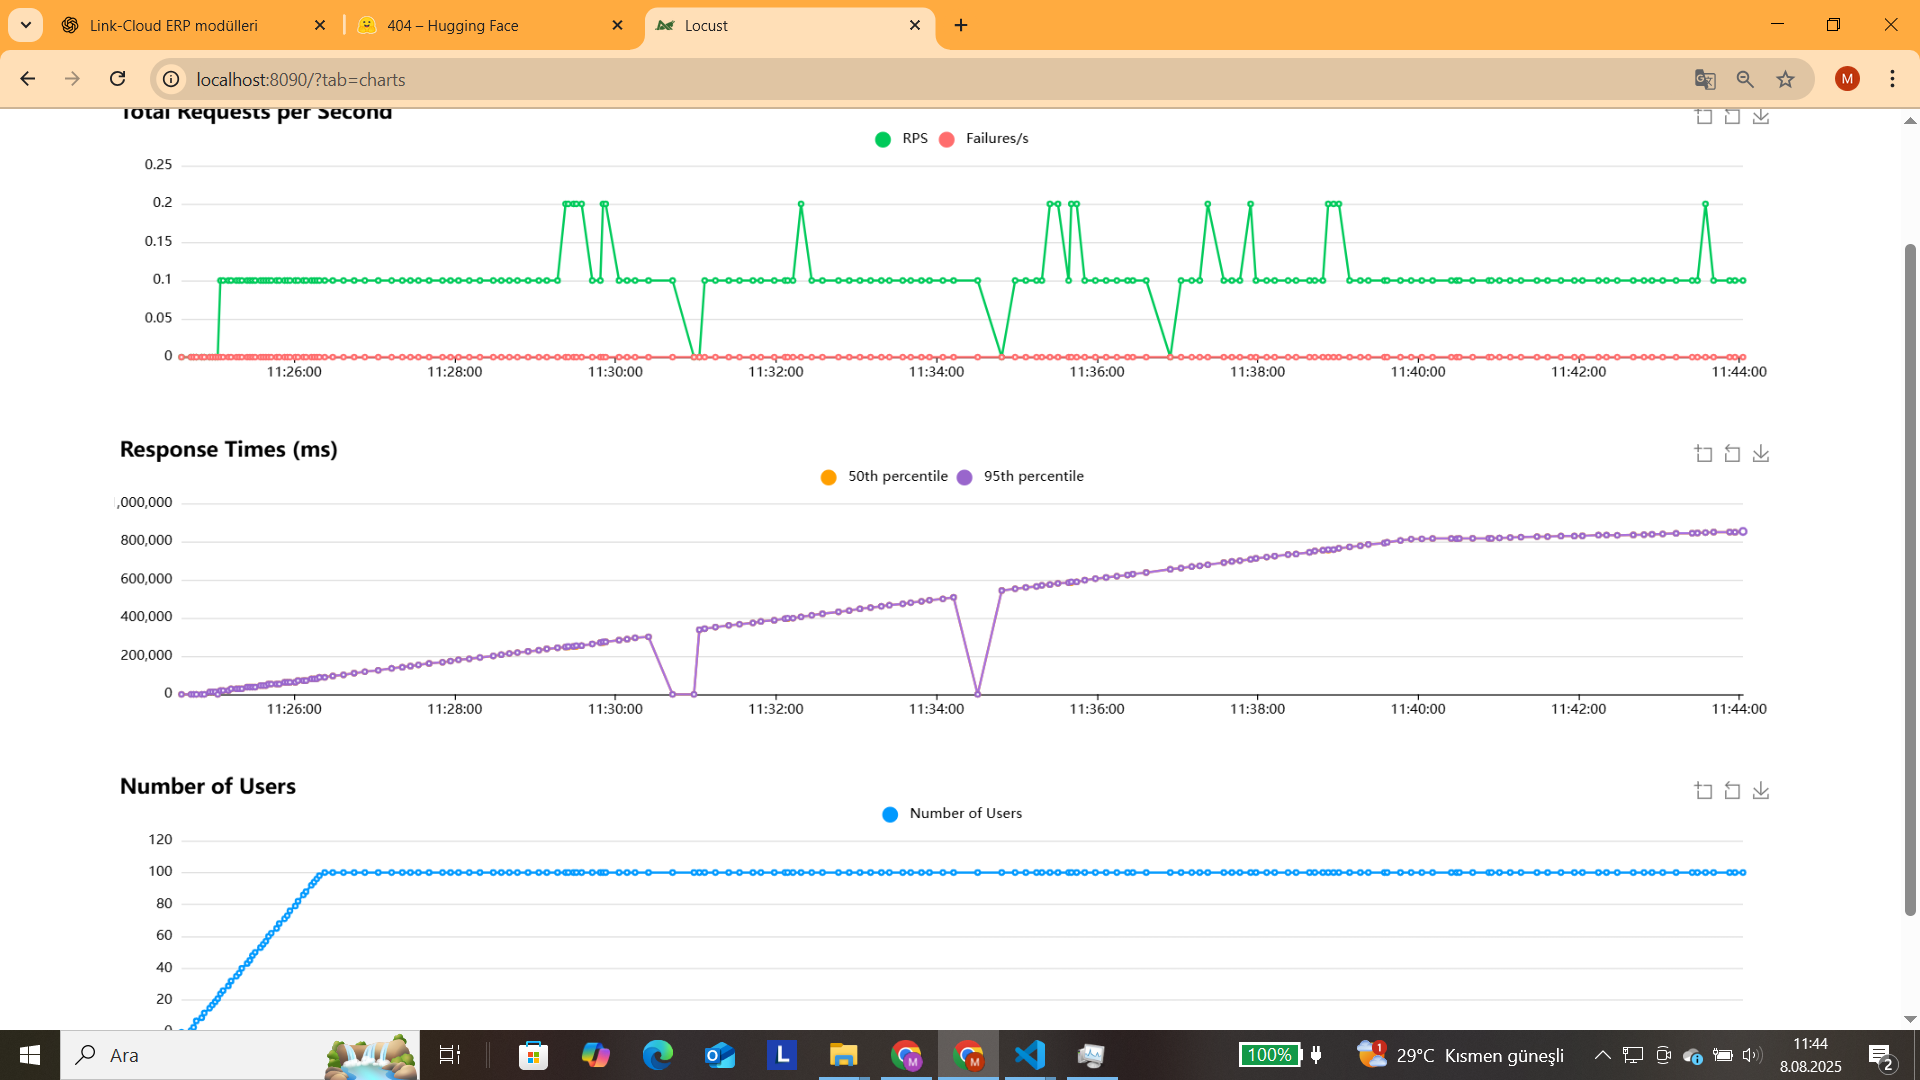 Link-Cloud ERP modülleri
404 – Hugging Face
Locust
localhost:8090/?tab=charts
M
Total Requests per Second
RPS
Failures/s
0.25
0.2
0.15
0.1
0.05
0
11:26:00
11:28:00
11:30:00
11:32:00
11:34:00
11:36:00
11:38:00
11:40:00
11:42:00
11:44:00
Response Times (ms)
50th percentile
95th percentile
,000,000
800,000
600,000
400,000
200,000
0
11:26:00
11:28:00
11:30:00
11:32:00
11:34:00
11:36:00
11:38:00
11:40:00
11:42:00
11:44:00
Number of Users
Number of Users
120
100
80
60
40
20
0
Ara
L
M
M
100%
1
29°C Kısmen güneşli
11:44
8.08.2025
2